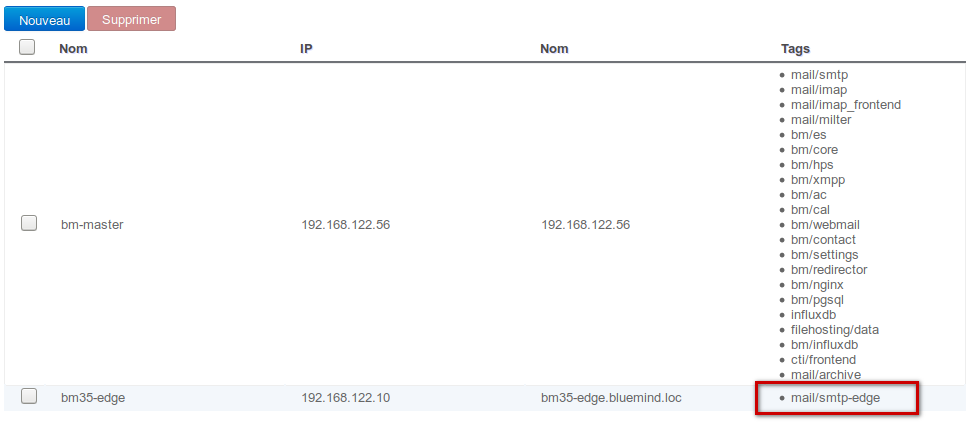 Nouveau Supprimer
Nom IP Nom Tags
mail/smtp
mail/imap
mail/imap_frontend
mail/milter
bm/es
bm/core
bm/hps
bm/xmpp
bm/ac
bm/cal
bm-master 192.168.122.56 192.168.122.56 bm/webmail
bm/contact
bm/settings
bm/redirector
bm/nginx
bm/pgsql
influxdb
filehosting/data
bm/influxdb
cti/frontend
mail/archive
bm35-edge 192.168.122.10 bm35-edge.bluemind.loc mail/smtp-edge